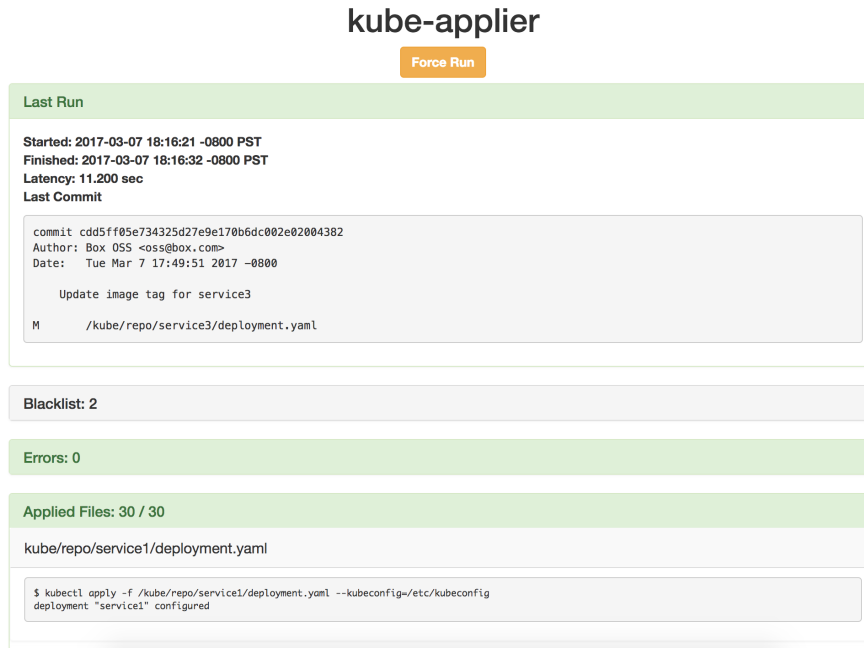 kube-applier
Force Run
Last Run
Started: 2017-03-07 18:16:21 -0800 PST
Finished: 2017-03-07 18:16:32 -0800 PST
Latency: 11.200 sec
Last Commit
commit cdd5ff05e734325d27e9e170b6dc002e02004382
Author: Box OSS <oss@box.com>
Date:   Tue Mar 7 17:49:51 2017 -0800
    Update image tag for service3
M       /kube/repo/service3/deployment.yaml
Blacklist: 2
Errors: 0
Applied Files: 30 / 30
kube/repo/service1/deployment.yaml
$ kubectl apply -f /kube/repo/service1/deployment.yaml --kubeconfig=/etc/kubeconfig
deployment "service1" configured